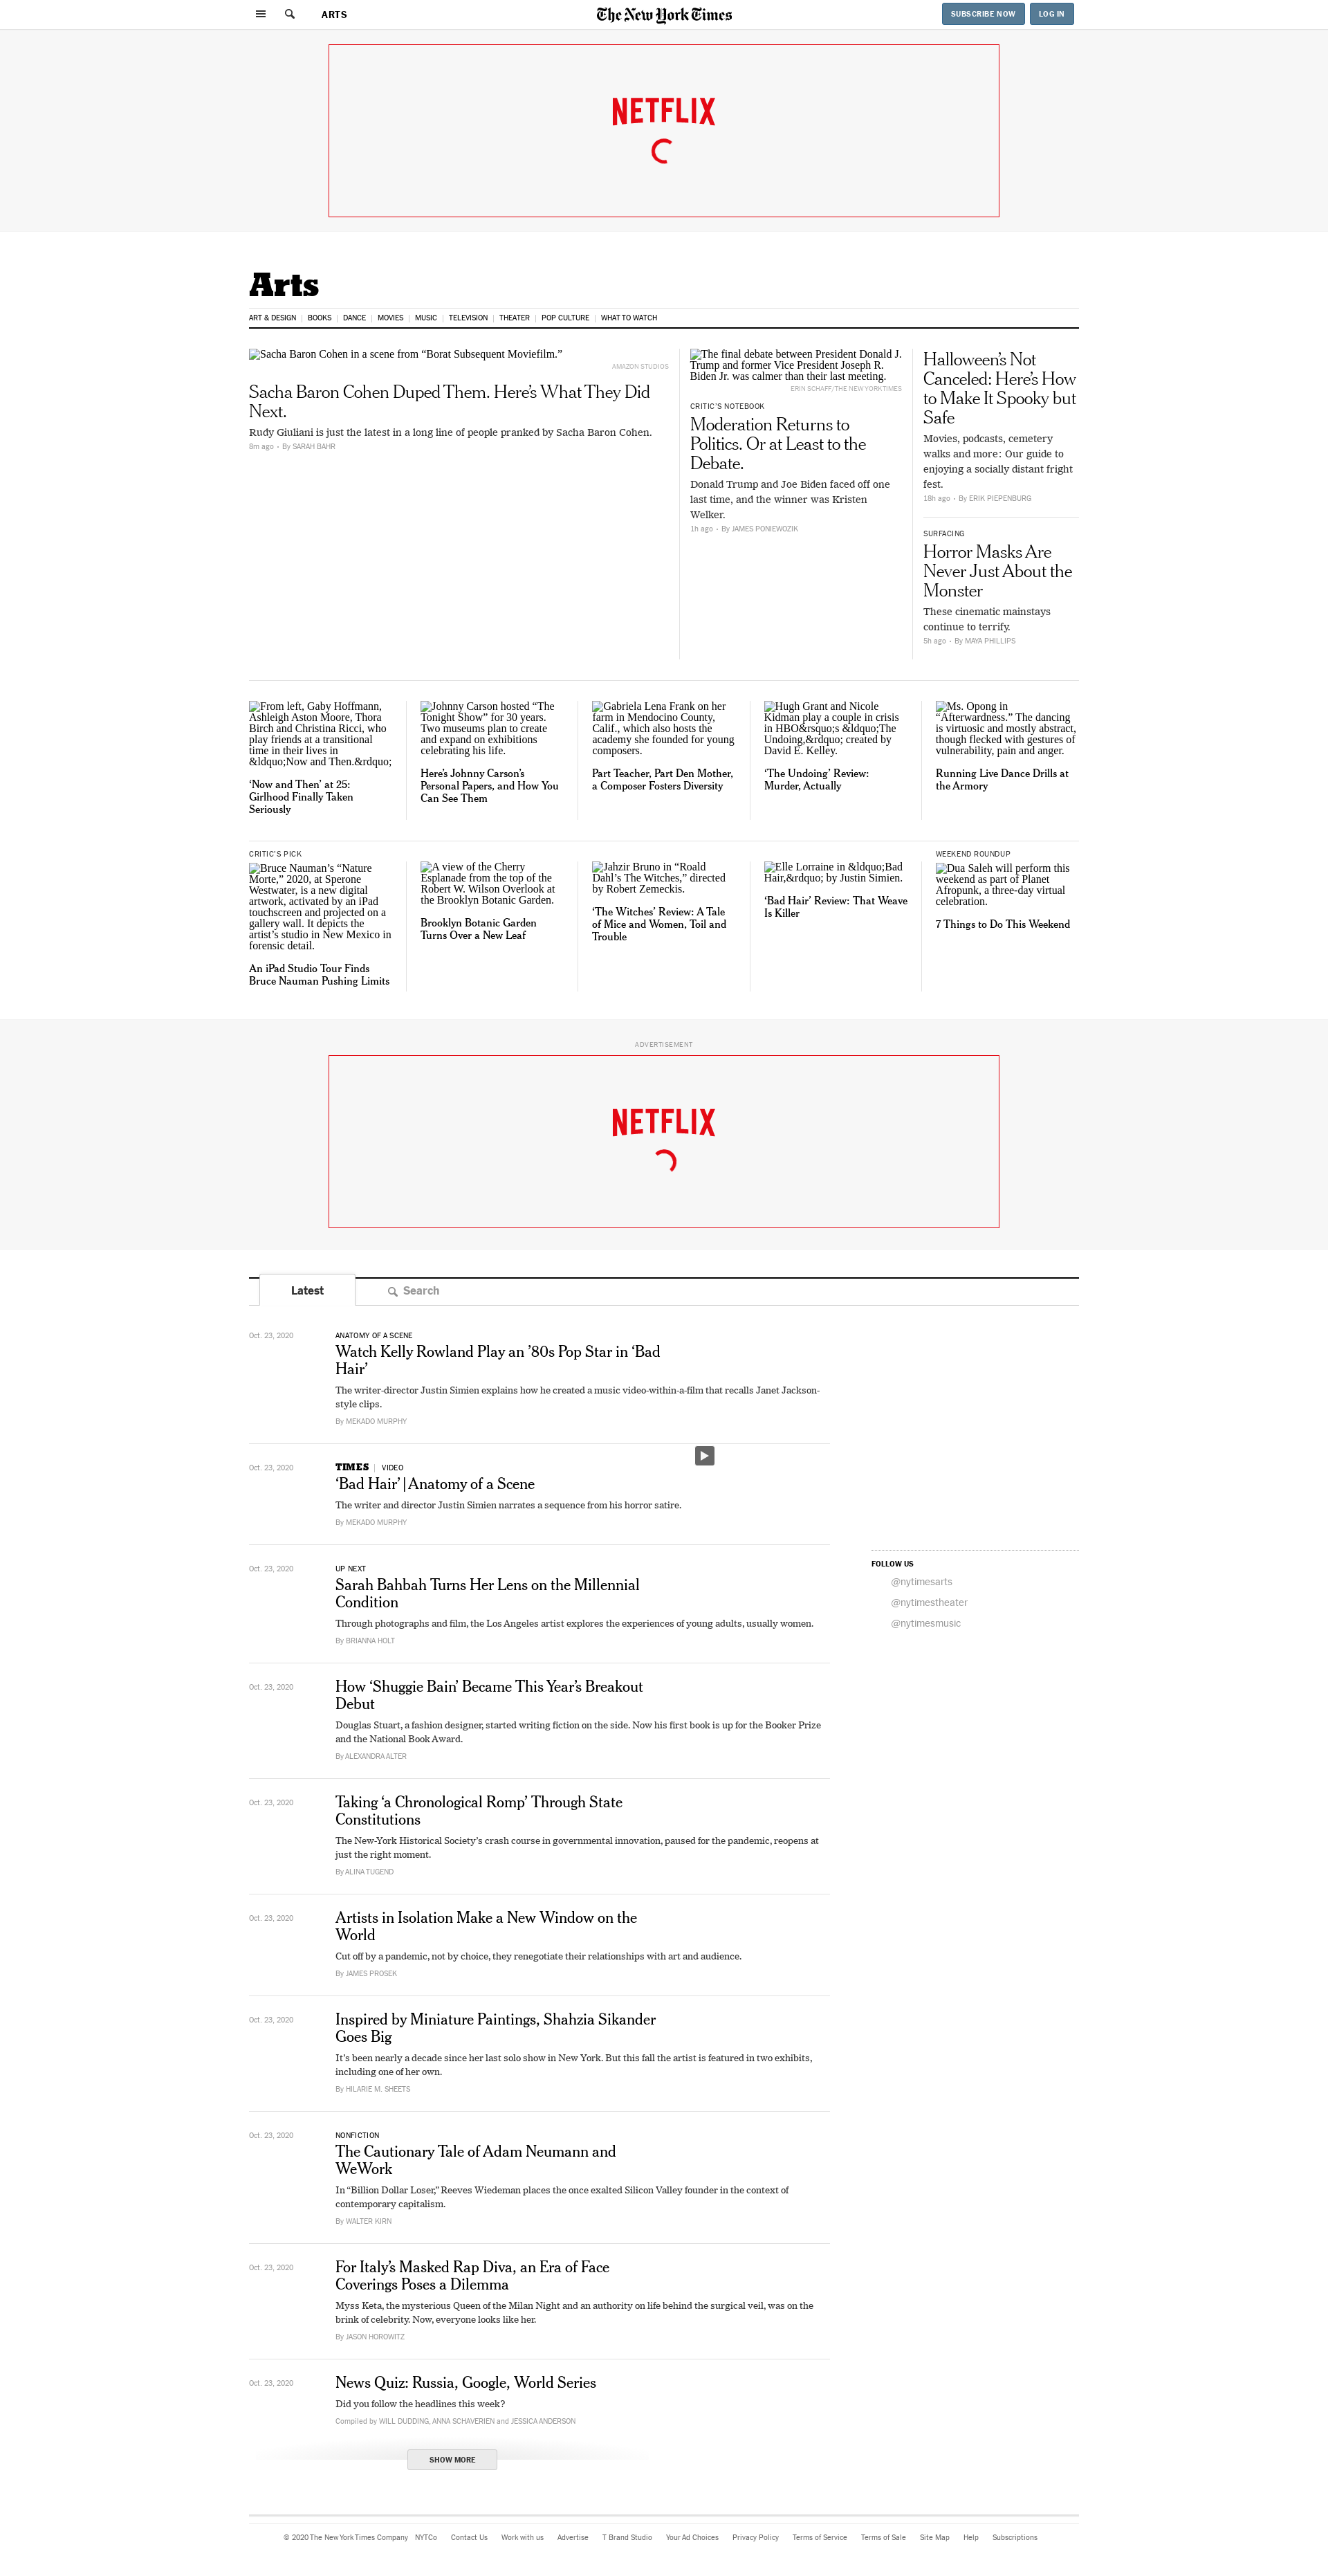 ARTS
The New York Times
SUBSCRIBE NOW
LOG IN
NETFLIX
Arts
ART & DESIGN | BOOKS | DANCE | MOVIES | MUSIC | TELEVISION | THEATER | POP CULTURE | WHAT TO WATCH
Sacha Baron Cohen in a scene from “Borat Subsequent Moviefilm.”
AMAZON STUDIOS
Sacha Baron Cohen Duped Them. Here’s What They Did
Next.
Rudy Giuliani is just the latest in a long line of people pranked by Sacha Baron Cohen.
8m ago • By SARAH BAHR
The final debate between President Donald J.
Trump and former Vice President Joseph R.
Biden Jr. was calmer than their last meeting.
ERIN SCHAFF/THE NEW YORK TIMES
CRITIC’S NOTEBOOK
Moderation Returns to
Politics. Or at Least to the
Debate.
Donald Trump and Joe Biden faced off one
last time, and the winner was Kristen
Welker.
1h ago • By JAMES PONIEWOZIK
Halloween’s Not
Canceled: Here’s How
to Make It Spooky but
Safe
Movies, podcasts, cemetery
walks and more: Our guide to
enjoying a socially distant fright
fest.
18h ago • By ERIK PIEPENBURG
SURFACING
Horror Masks Are
Never Just About the
Monster
These cinematic mainstays
continue to terrify.
5h ago • By MAYA PHILLIPS
From left, Gaby Hoffmann,
Ashleigh Aston Moore, Thora
Birch and Christina Ricci, who
play friends at a transitional
time in their lives in
&ldquo;Now and Then.&rdquo;
‘Now and Then’ at 25:
Girlhood Finally Taken
Seriously
Johnny Carson hosted “The
Tonight Show” for 30 years.
Two museums plan to create
and expand on exhibitions
celebrating his life.
Here’s Johnny Carson’s
Personal Papers, and How You
Can See Them
Gabriela Lena Frank on her
farm in Mendocino County,
Calif., which also hosts the
academy she founded for young
composers.
Part Teacher, Part Den Mother,
a Composer Fosters Diversity
Hugh Grant and Nicole
Kidman play a couple in crisis
in HBO&rsquo;s &ldquo;The
Undoing,&rdquo; created by
David E. Kelley.
‘The Undoing’ Review:
Murder, Actually
Ms. Opong in
“Afterwardness.” The dancing
is virtuosic and mostly abstract,
though flecked with gestures of
vulnerability, pain and anger.
Running Live Dance Drills at
the Armory
CRITIC’S PICK
Bruce Nauman’s “Nature
Morte,” 2020, at Sperone
Westwater, is a new digital
artwork, activated by an iPad
touchscreen and projected on a
gallery wall. It depicts the
artist’s studio in New Mexico in
forensic detail.
An iPad Studio Tour Finds
Bruce Nauman Pushing Limits
A view of the Cherry
Esplanade from the top of the
Robert W. Wilson Overlook at
the Brooklyn Botanic Garden.
Brooklyn Botanic Garden
Turns Over a New Leaf
Jahzir Bruno in “Roald
Dahl’s The Witches,” directed
by Robert Zemeckis.
‘The Witches’ Review: A Tale
of Mice and Women, Toil and
Trouble
Elle Lorraine in &ldquo;Bad
Hair,&rdquo; by Justin Simien.
‘Bad Hair’ Review: That Weave
Is Killer
WEEKEND ROUNDUP
Dua Saleh will perform this
weekend as part of Planet
Afropunk, a three-day virtual
celebration.
7 Things to Do This Weekend
ADVERTISEMENT
NETFLIX
Latest
Search
Oct. 23, 2020
ANATOMY OF A SCENE
Watch Kelly Rowland Play an ’80s Pop Star in ‘Bad
Hair’
The writer-director Justin Simien explains how he created a music video-within-a-film that recalls Janet Jackson-
style clips.
By MEKADO MURPHY
Oct. 23, 2020
TIMES | VIDEO
‘Bad Hair’ | Anatomy of a Scene
The writer and director Justin Simien narrates a sequence from his horror satire.
By MEKADO MURPHY
Oct. 23, 2020
UP NEXT
Sarah Bahbah Turns Her Lens on the Millennial
Condition
Through photographs and film, the Los Angeles artist explores the experiences of young adults, usually women.
By BRIANNA HOLT
FOLLOW US
@nytimesarts
@nytimestheater
@nytimesmusic
Oct. 23, 2020
How ‘Shuggie Bain’ Became This Year’s Breakout
Debut
Douglas Stuart, a fashion designer, started writing fiction on the side. Now his first book is up for the Booker Prize
and the National Book Award.
By ALEXANDRA ALTER
Oct. 23, 2020
Taking ‘a Chronological Romp’ Through State
Constitutions
The New-York Historical Society’s crash course in governmental innovation, paused for the pandemic, reopens at
just the right moment.
By ALINA TUGEND
Oct. 23, 2020
Artists in Isolation Make a New Window on the
World
Cut off by a pandemic, not by choice, they renegotiate their relationships with art and audience.
By JAMES PROSEK
Oct. 23, 2020
Inspired by Miniature Paintings, Shahzia Sikander
Goes Big
It’s been nearly a decade since her last solo show in New York. But this fall the artist is featured in two exhibits,
including one of her own.
By HILARIE M. SHEETS
Oct. 23, 2020
NONFICTION
The Cautionary Tale of Adam Neumann and
WeWork
In “Billion Dollar Loser,” Reeves Wiedeman places the once exalted Silicon Valley founder in the context of
contemporary capitalism.
By WALTER KIRN
Oct. 23, 2020
For Italy’s Masked Rap Diva, an Era of Face
Coverings Poses a Dilemma
Myss Keta, the mysterious Queen of the Milan Night and an authority on life behind the surgical veil, was on the
brink of celebrity. Now, everyone looks like her.
By JASON HOROWITZ
Oct. 23, 2020
News Quiz: Russia, Google, World Series
Did you follow the headlines this week?
Compiled by WILL DUDDING, ANNA SCHAVERIEN and JESSICA ANDERSON
SHOW MORE
© 2020 The New York Times Company NYTCo Contact Us Work with us Advertise T Brand Studio Your Ad Choices Privacy Policy Terms of Service Terms of Sale Site Map Help Subscriptions